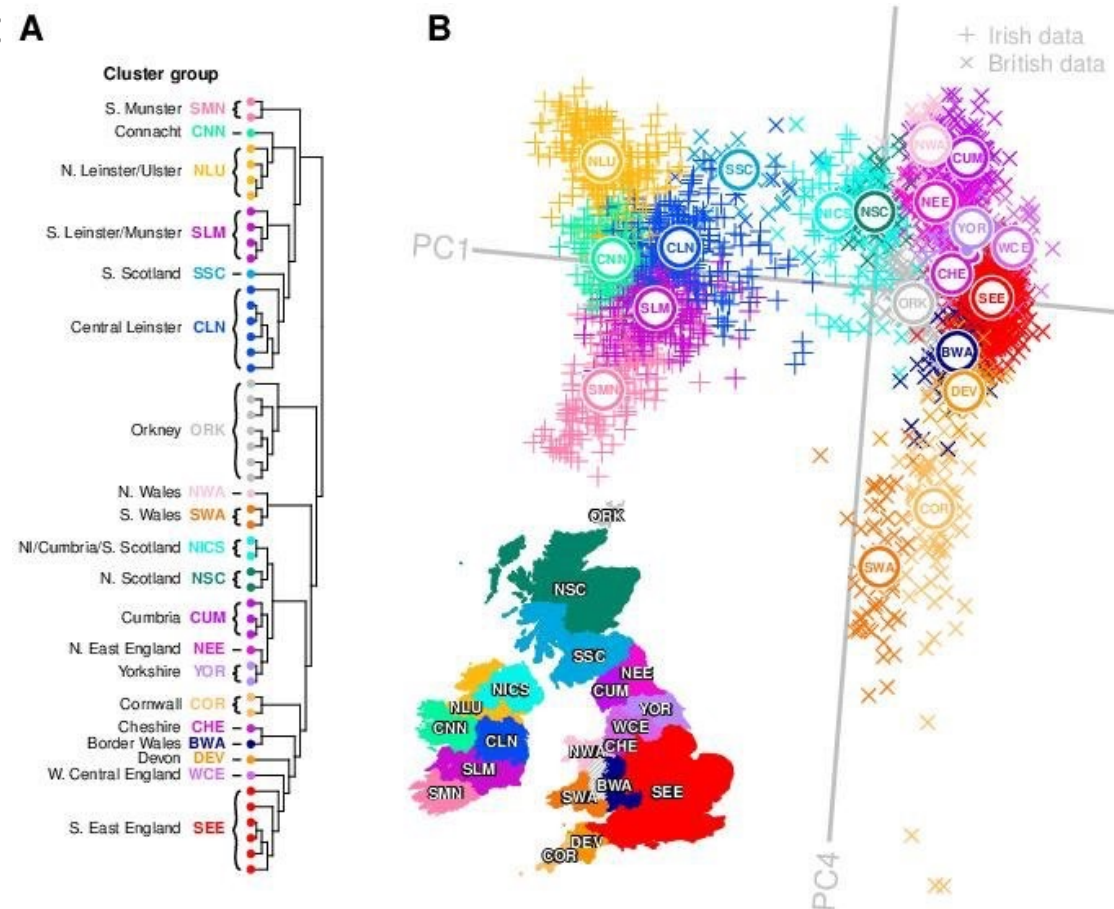 A
Cluster group
S. Munster SMN
Connacht CNN
N. Leinster/Ulster NLU
S. Leinster/Munster SLM
S. Scotland SSC
Central Leinster CLN
Orkney ORK
N. Wales NWA
S. Wales SWA
NI/Cumbria/S. Scotland NICS
N. Scotland NSC
Cumbria CUM
N. East England NEE
Yorkshire YOR
Cornwall COR
Cheshire CHE
Border Wales BWA
Devon DEV
W. Central England WCE
S. East England SEE
B
+ Irish data
× British data
NWA
CUM
NLU
SSC
NEE
NICS
NSC
YOR
PC1
CLN
WCE
CNN
CHE
SEE
ORK
SLM
BWA
SMN
DEV
COR
SWA
PC4
ORK
NSC
SSC
NEE
NICS
CUM
NLU
YOR
CNN
WCE
CLN
NWA
CHE
SLM
BWA
SMN
SWA
SEE
DEV
COR